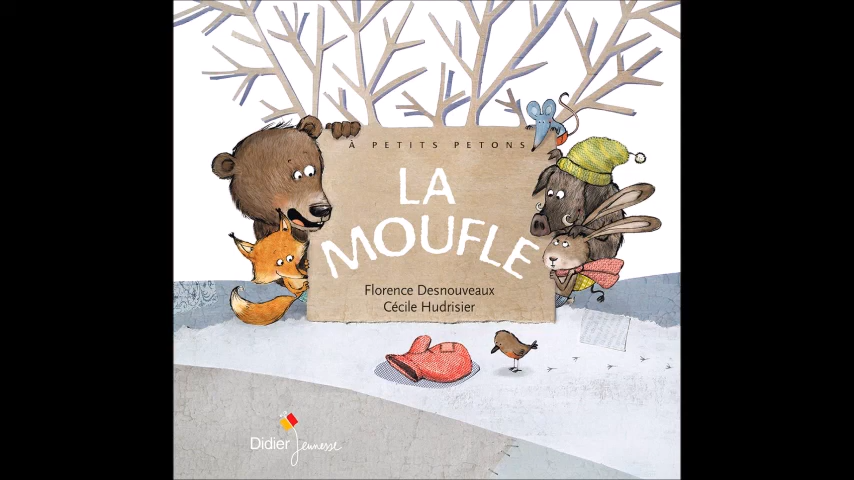 À PETITS PETONS
LA
MOUFLE
Florence Desnouveaux
Cécile Hudrisier
Didier Jeunesse